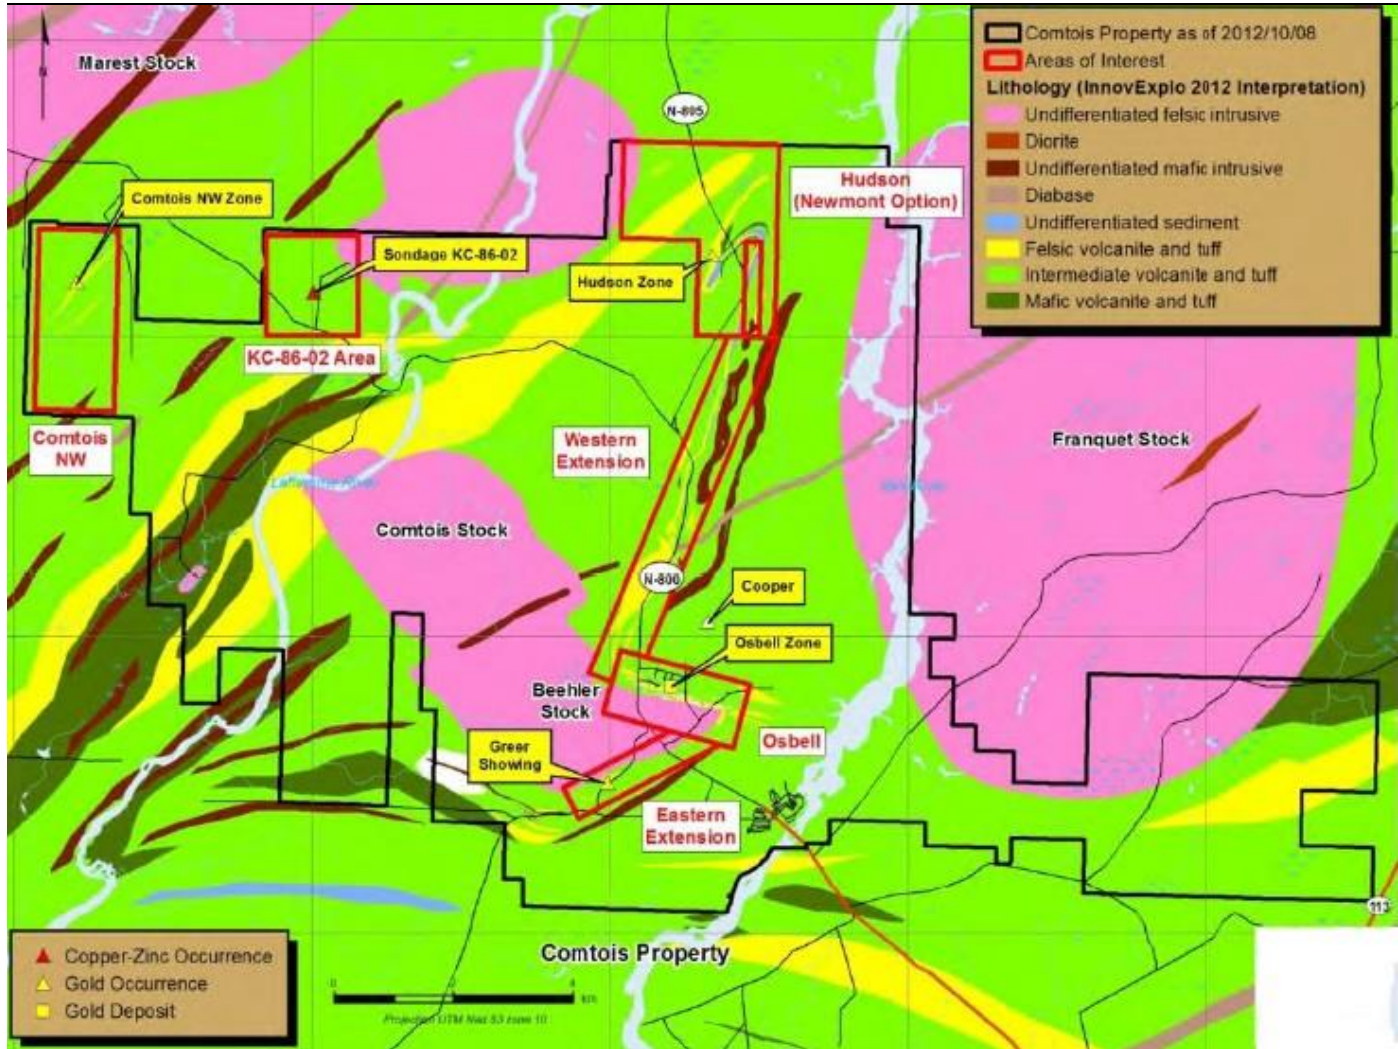 Marest Stock
N
N-805
Comtois Property as of 2012/10/08
Areas of Interest
Lithology (InnovExplo 2012 Interpretation)
Undifferentiated felsic intrusive
Diorite
Undifferentiated mafic intrusive
Diabase
Undifferentiated sediment
Felsic volcanite and tuff
Intermediate volcanite and tuff
Mafic volcanite and tuff
Comtois NW Zone
Hudson
(Newmont Option)
Sondage KC-86-02
Hudson Zone
KC-86-02 Area
Comtois
NW
Western
Extension
Franquet Stock
Comtois Stock
N-800
Cooper
Osbell Zone
Beehler
Stock
Osbell
Greer
Showing
Eastern
Extension
113
Comtois Property
Copper-Zinc Occurrence
Gold Occurrence
Gold Deposit
0
4
km